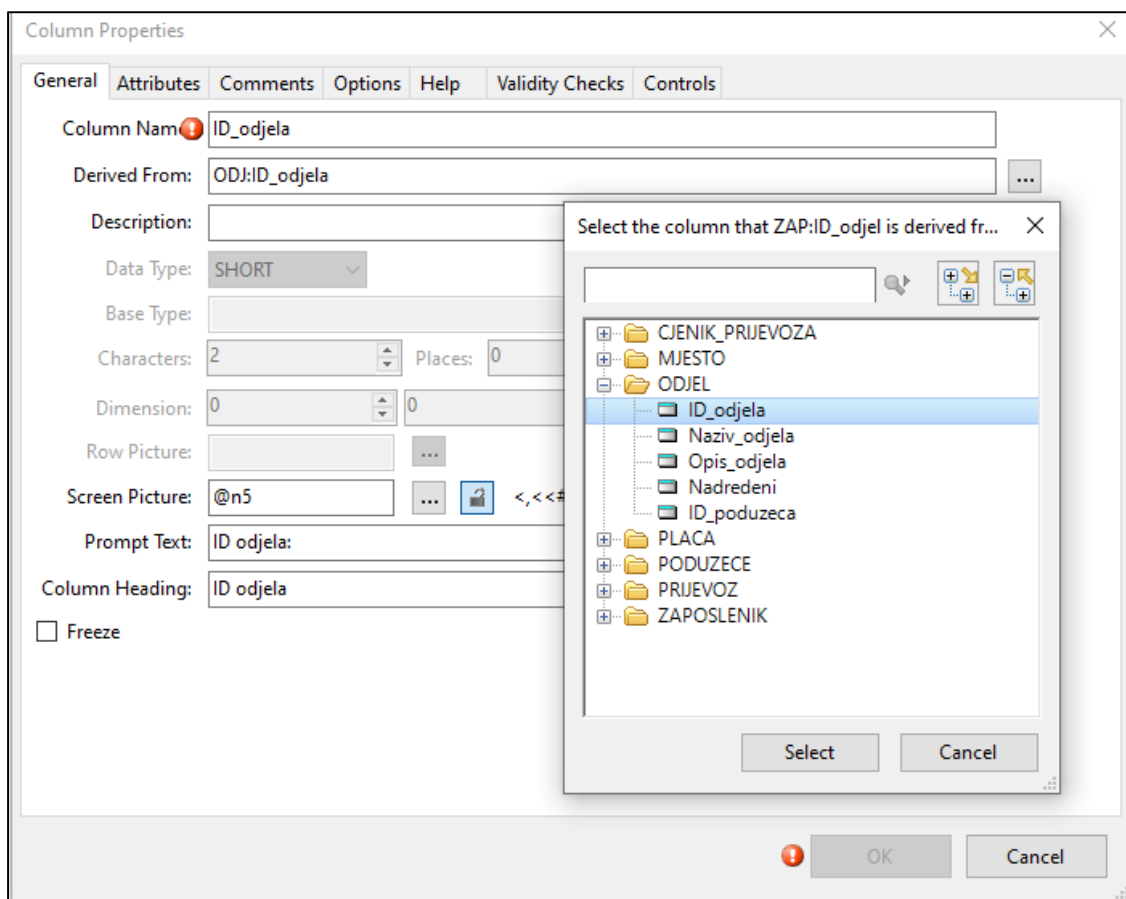 Column Properties
General Attributes Comments Options Help Validity Checks Controls
Column Nam ID_odjela
Derived From: ODJ:ID_odjela ...
Description:
Data Type: SHORT
Base Type:
Characters: 2 Places: 0
Dimension: 0 0
Row Picture: ...
Screen Picture: @n5 ... <,<<#
Prompt Text: ID odjela:
Column Heading: ID odjela
Freeze
Select the column that ZAP:ID_odjel is derived fr...
CJENIK_PRIJEVOZA
MJESTO
ODJEL
ID_odjela
Naziv_odjela
Opis_odjela
Nadredeni
ID_poduzeca
PLACA
PODUZECE
PRIJEVOZ
ZAPOSLENIK
Select Cancel
OK Cancel